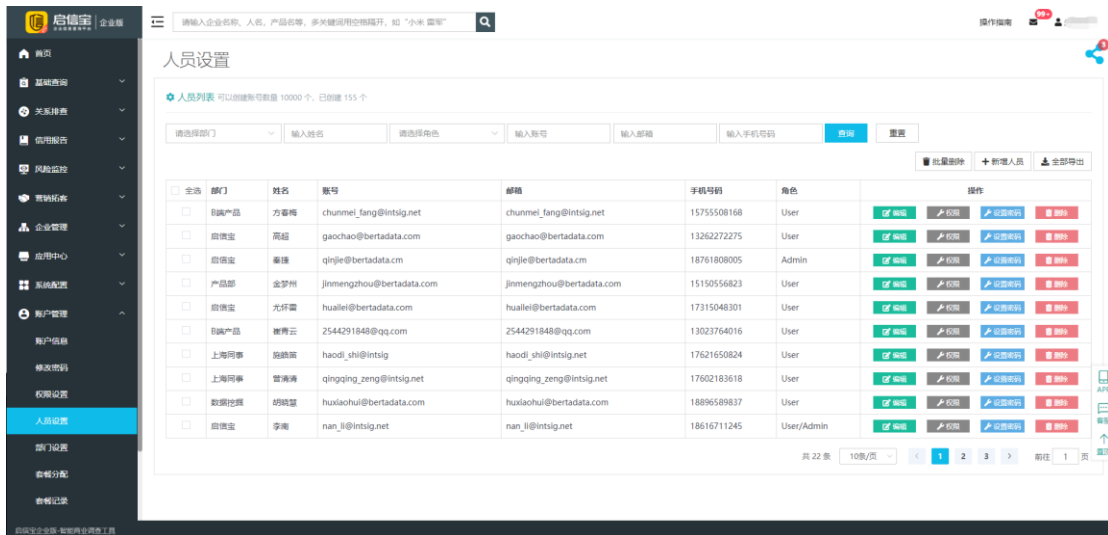 启信宝 企业版
请输入企业名称、人名、产品名等，多关键词用空格隔开，如 "小米 雷军"
操作指南 99+
首页
基础查询
关系排查
信用报告
风险监控
营销拓客
企业管理
应用中心
系统配置
账户管理
账户信息
修改密码
权限设置
人员设置
部门设置
套餐分配
套餐记录
启信宝企业版-智能商业调查工具
人员设置
人员列表 可以创建账号数量 10000 个，已创建 155 个
请选择部门 输入姓名 请选择角色 输入账号 输入邮箱 输入手机号码 查询 重置
批量删除 新增人员 全部导出
全选 部门 姓名 账号 邮箱 手机号码 角色 操作
B端产品 方春梅 chunmei_fang@intsig.net chunmei_fang@intsig.net 15755508168 User 编辑 权限 设置密码 删除
启信宝 高超 gaochao@bertadata.com gaochao@bertadata.com 13262272275 User 编辑 权限 设置密码 删除
启信宝 秦捷 qinjie@bertadata.cm qinjie@bertadata.cm 18761808005 Admin 编辑 权限 设置密码 删除
产品部 金梦州 jinmengzhou@bertadata.com jinmengzhou@bertadata.com 15150556823 User 编辑 权限 设置密码 删除
启信宝 尤怀雷 huailei@bertadata.com huailei@bertadata.com 17315048301 User 编辑 权限 设置密码 删除
B端产品 崔青云 2544291848@qq.com 2544291848@qq.com 13023764016 User 编辑 权限 设置密码 删除
上海同事 施皓苗 haodi_shi@intsig haodi_shi@intsig.net 17621650824 User 编辑 权限 设置密码 删除
上海同事 曾清清 qingqing_zeng@intsig.net qingqing_zeng@intsig.net 17602183618 User 编辑 权限 设置密码 删除
数据挖掘 胡晓慧 huxiaohui@bertadata.com huxiaohui@bertadata.com 18896589837 User 编辑 权限 设置密码 删除
启信宝 李南 nan_li@intsig.net nan_li@intsig.net 18616711245 User/Admin 编辑 权限 设置密码 删除
共 22 条 10条/页 1 2 3 前往 1 页